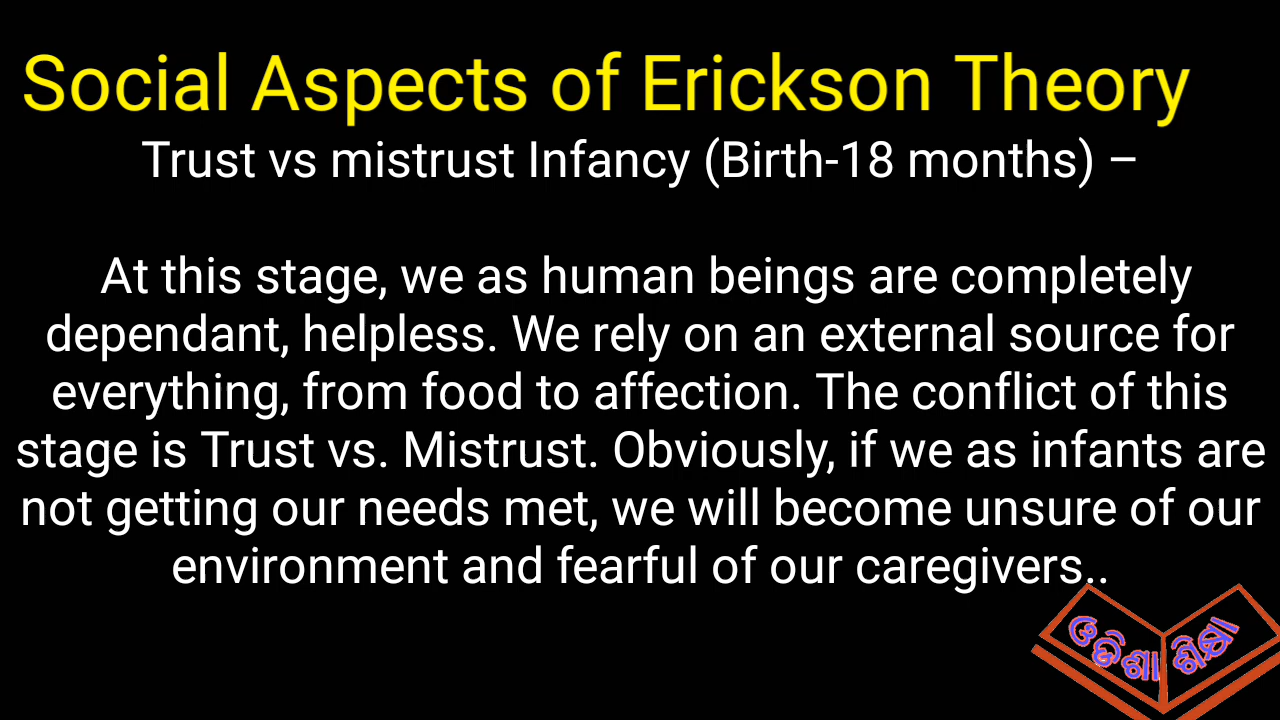 Social Aspects of Erickson Theory
Trust vs mistrust Infancy (Birth-18 months) –
At this stage, we as human beings are completely
dependant, helpless. We rely on an external source for
everything, from food to affection. The conflict of this
stage is Trust vs. Mistrust. Obviously, if we as infants are
not getting our needs met, we will become unsure of our
environment and fearful of our caregivers..
ଓଡିଶା ଶିକ୍ଷା